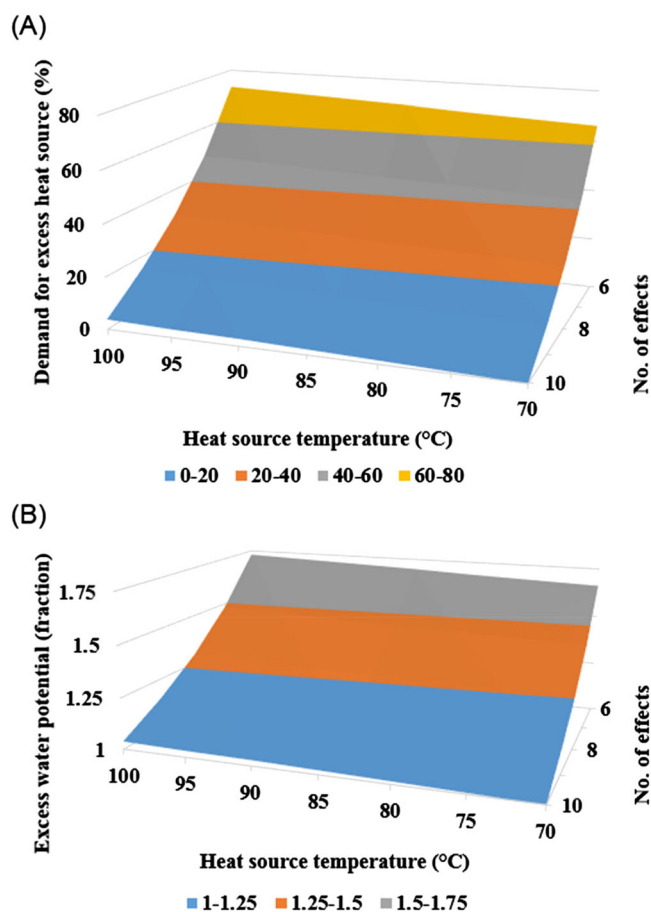 (A)
Demand for excess heat source (%)
80
60
40
20
0
100
95
90
85
80
75
70
6
8
10
No. of effects
Heat source temperature (°C)
0-20 20-40 40-60 60-80
(B)
Excess water potential (fraction)
1.75
1.5
1.25
1
100
95
90
85
80
75
70
6
8
10
No. of effects
Heat source temperature (°C)
1-1.25 1.25-1.5 1.5-1.75